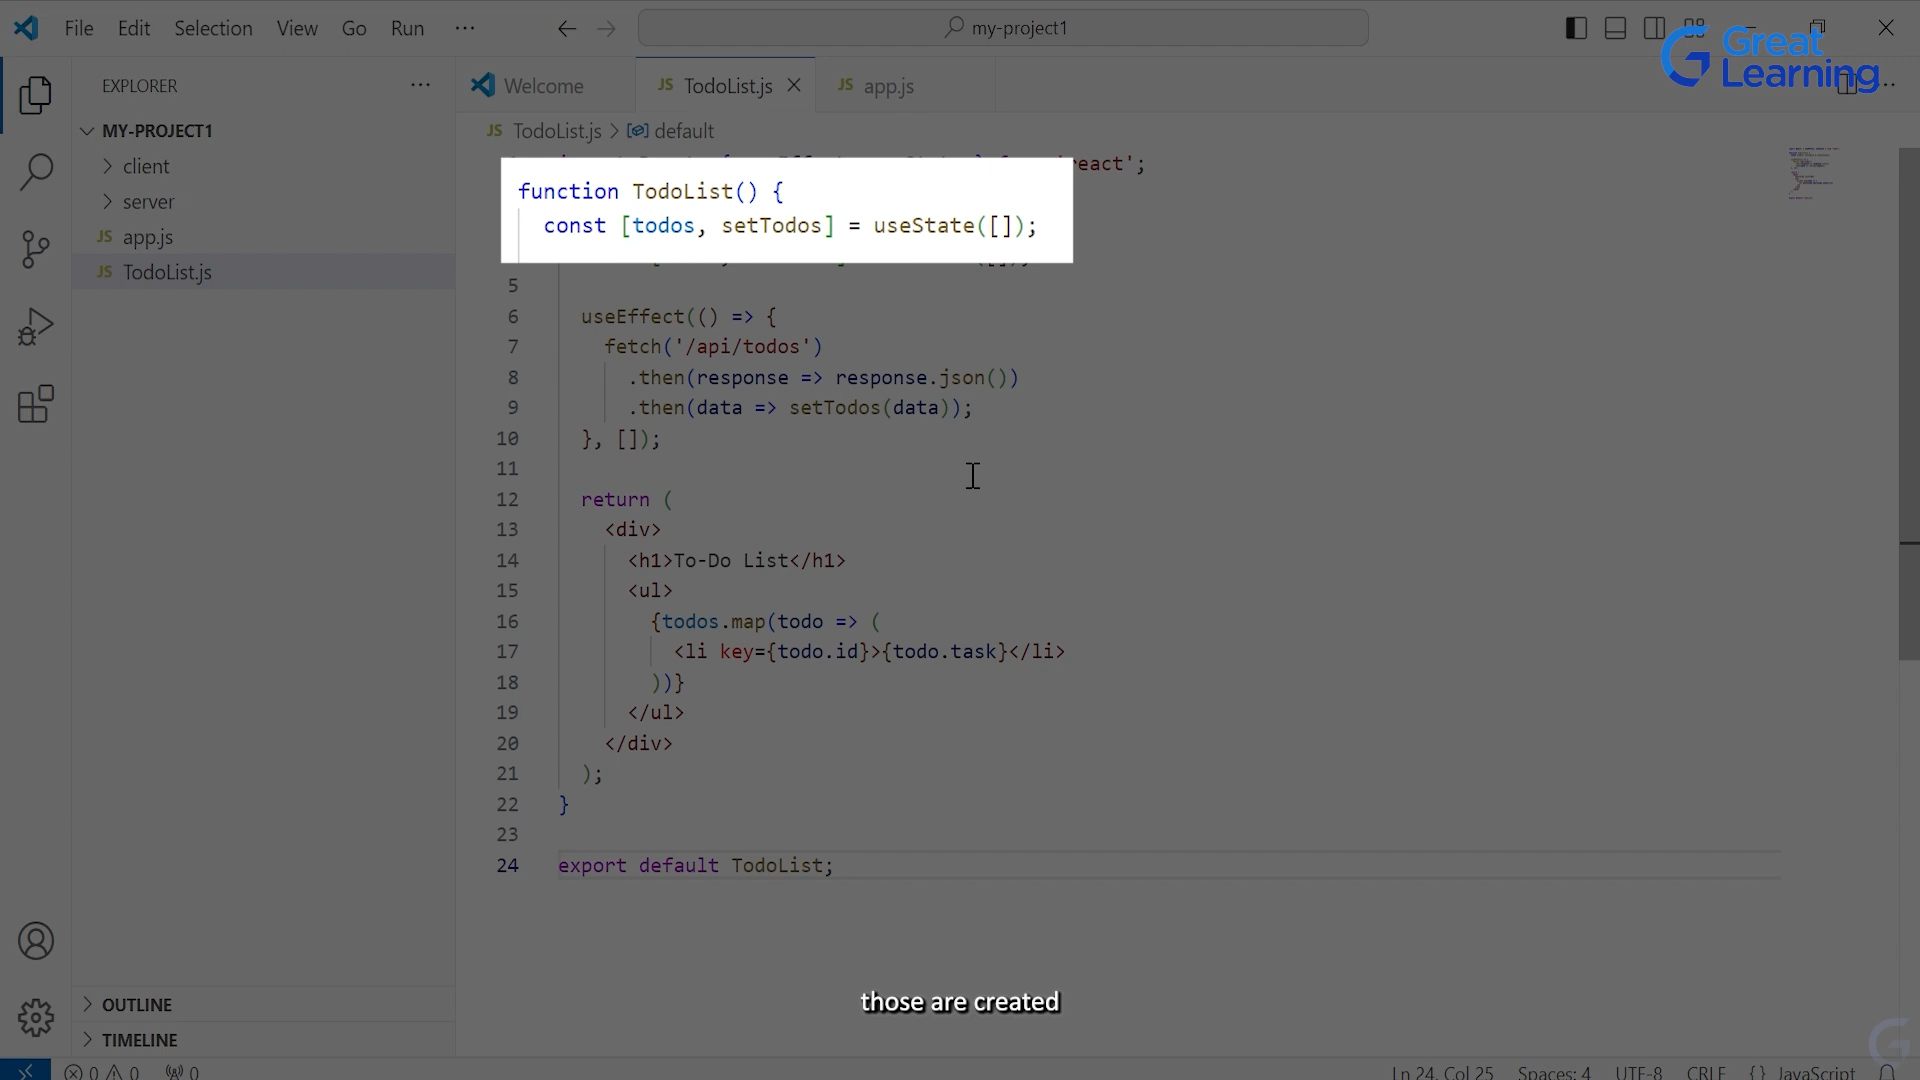 File Edit Selection View Go Run ···
my-project1
Great
Learning
EXPLORER ···
Welcome
JS TodoList.js
JS app.js
MY-PROJECT1
JS TodoList.js > default
client
server
JS app.js
JS TodoList.js
react';
function TodoList() {
const [todos, setTodos] = useState([]);
5
6 useEffect(() => {
7 fetch('/api/todos')
8 .then(response => response.json())
9 .then(data => setTodos(data));
10 }, []);
11
12 return (
13 <div>
14 <h1>To-Do List</h1>
15 <ul>
16 {todos.map(todo => (
17 <li key={todo.id}>{todo.task}</li>
18 ))}
19 </ul>
20 </div>
21 );
22 }
23
24 export default TodoList;
those are created
OUTLINE
TIMELINE
0 0 0
Ln 24, Col 25 Spaces: 4 UTF-8 CRLF {} JavaScript